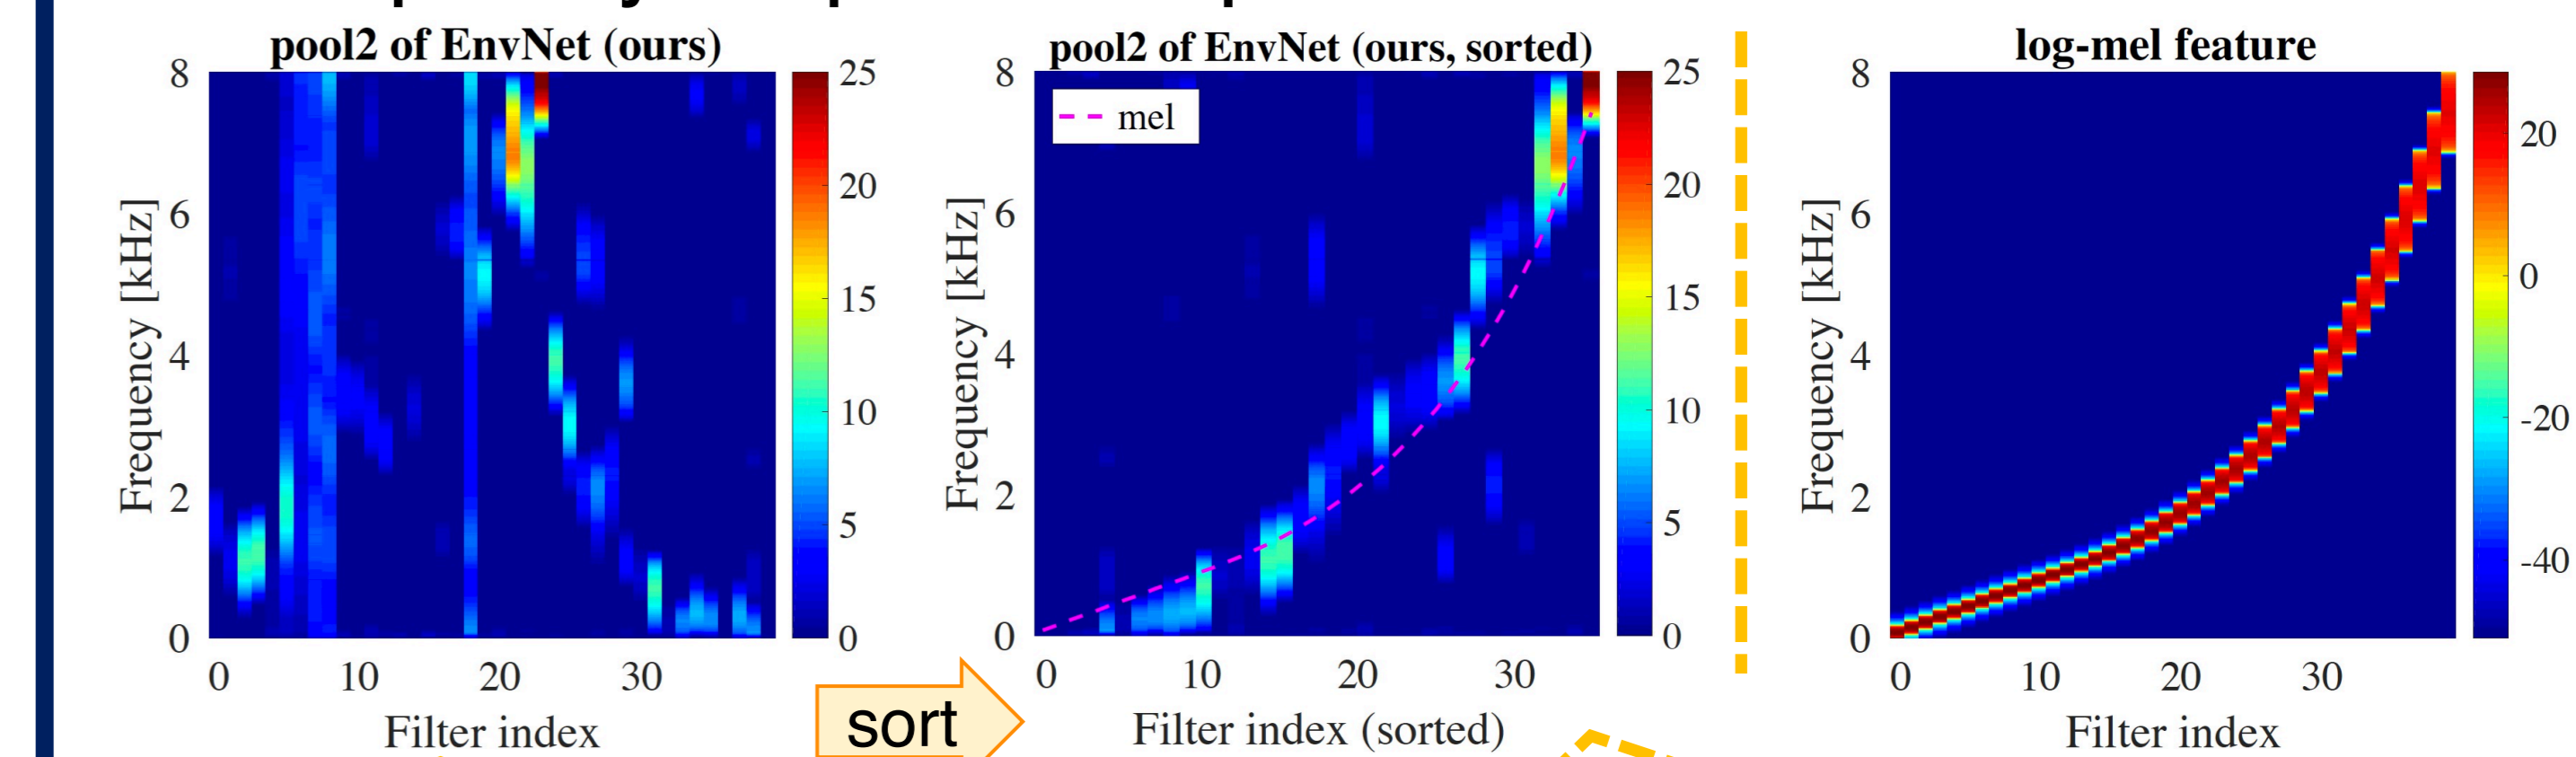 pool2 of EnvNet (ours)
8
6
4
2
0
Frequency [kHz]
0 10 20 30
Filter index
25
20
15
10
5
0
sort
pool2 of EnvNet (ours, sorted)
mel
8
6
4
2
0
Frequency [kHz]
0 10 20 30
Filter index (sorted)
25
20
15
10
5
0
log-mel feature
8
6
4
2
0
Frequency [kHz]
0 10 20 30
Filter index
20
0
-20
-40